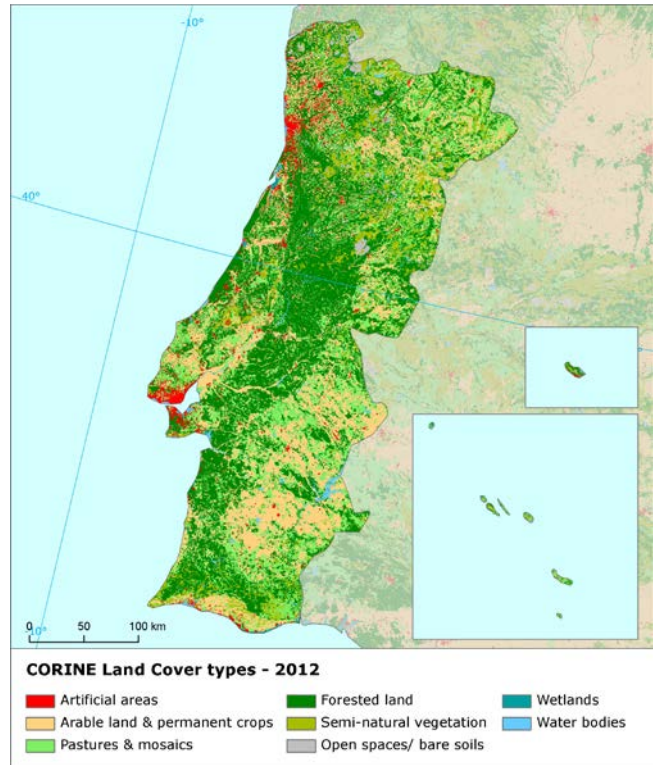 -10°
40°
0°
-10°
0 50 100 km
CORINE Land Cover types - 2012
Artificial areas
Arable land & permanent crops
Pastures & mosaics
Forested land
Semi-natural vegetation
Open spaces/ bare soils
Wetlands
Water bodies